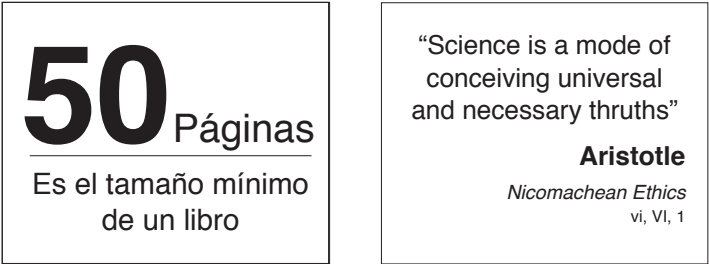 50 Páginas
Es el tamaño mínimo
de un libro
“Science is a mode of
conceiving universal
and necessary thruths”
Aristotle
Nicomachean Ethics
vi, VI, 1